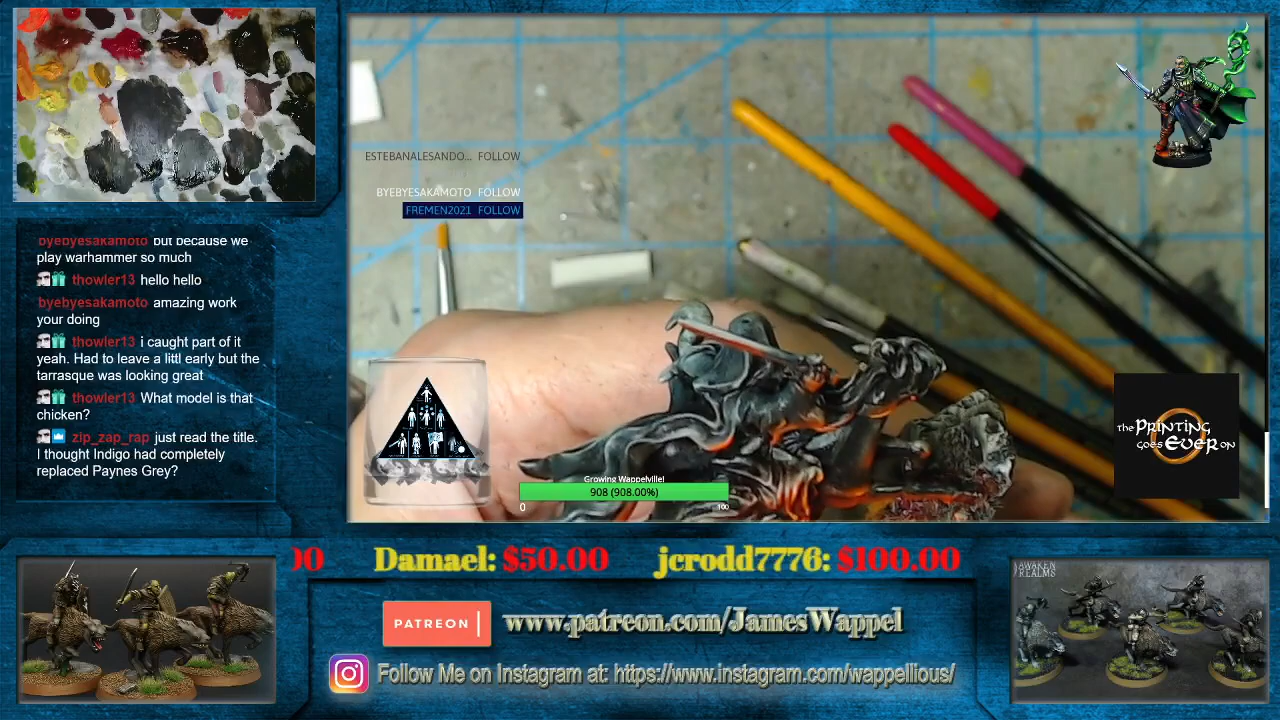 ESTEBANALESANDO... FOLLOW
BYEBYESAKAMOTO FOLLOW
FREMEN2021 FOLLOW
byebyesakamoto but because we
play warhammer so much
thowler13 hello hello
byebyesakamoto amazing work
your doing
thowler13 i caught part of it
yeah. Had to leave a littl early but the
tarrasque was looking great
thowler13 What model is that
chicken?
zip_zap_rap just read the title.
I thought Indigo had completely
replaced Paynes Grey?
the PRINTING
GOES EVER ON
Growing Wappelville!
908 (908.00%)
0
100
00 Damael: $50.00 jcrodd7776: $100.00
PATREON
www.patreon.com/JamesWappel
Follow Me on Instagram at: https://www.instagram.com/wappellious/
AWAKEN
REALMS